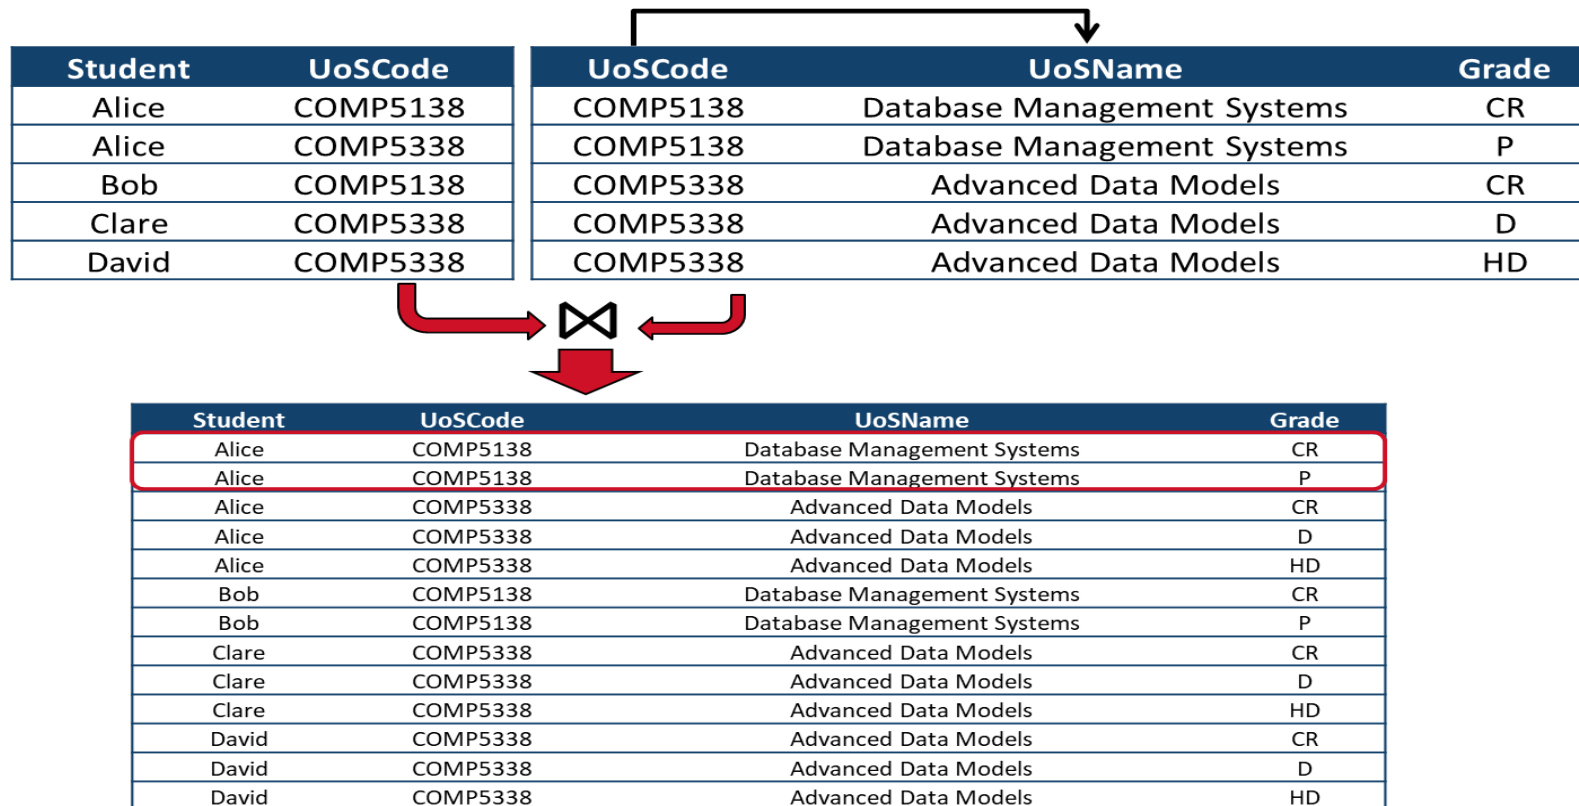 Student UoSCode UoSCode UoSName Grade
Alice COMP5138 COMP5138 Database Management Systems CR
Alice COMP5338 COMP5138 Database Management Systems P
Bob COMP5138 COMP5338 Advanced Data Models CR
Clare COMP5338 COMP5338 Advanced Data Models D
David COMP5338 COMP5338 Advanced Data Models HD
Student UoSCode UoSName Grade
Alice COMP5138 Database Management Systems CR
Alice COMP5138 Database Management Systems P
Alice COMP5338 Advanced Data Models CR
Alice COMP5338 Advanced Data Models D
Alice COMP5338 Advanced Data Models HD
Bob COMP5138 Database Management Systems CR
Bob COMP5138 Database Management Systems P
Clare COMP5338 Advanced Data Models CR
Clare COMP5338 Advanced Data Models D
Clare COMP5338 Advanced Data Models HD
David COMP5338 Advanced Data Models CR
David COMP5338 Advanced Data Models D
David COMP5338 Advanced Data Models HD